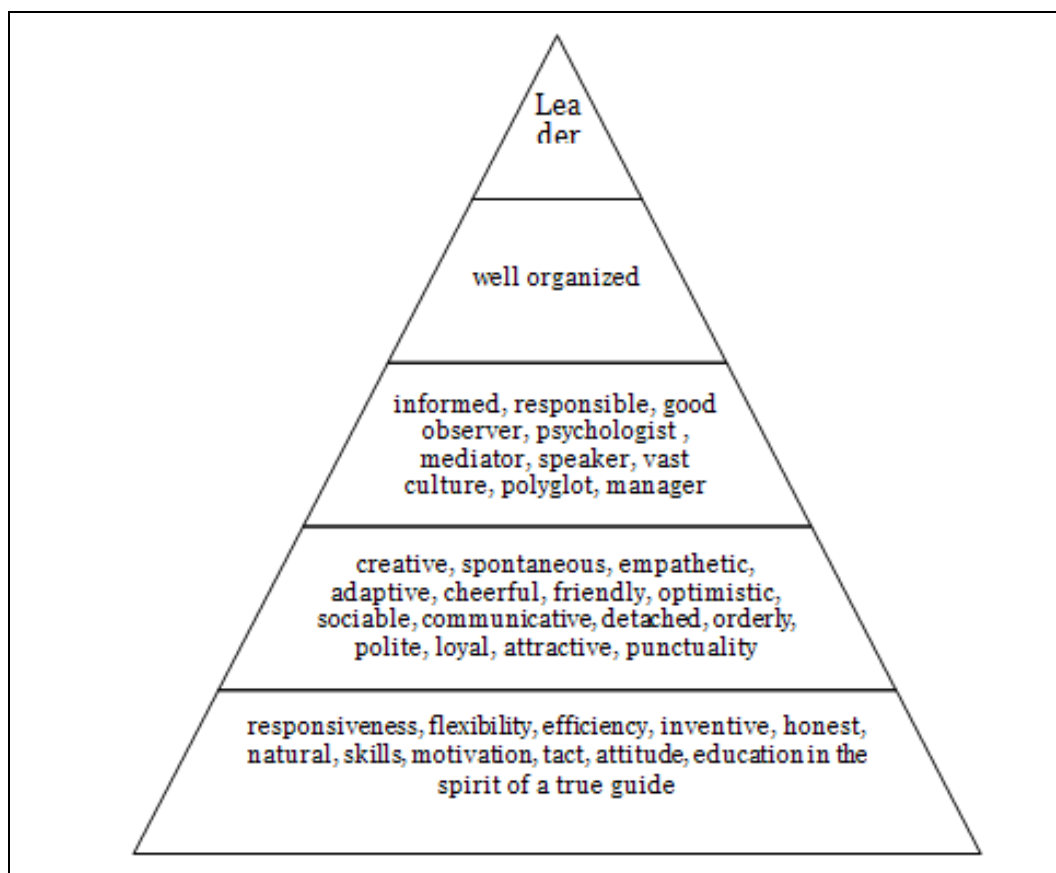 Lea
der
well organized
informed, responsible, good
observer, psychologist ,
mediator, speaker, vast
culture, polyglot, manager
creative, spontaneous, empathetic,
adaptive, cheerful, friendly, optimistic,
sociable, communicative, detached, orderly,
polite, loyal, attractive, punctuality
responsiveness, flexibility, efficiency, inventive, honest,
natural, skills, motivation, tact, attitude, education in the
spirit of a true guide